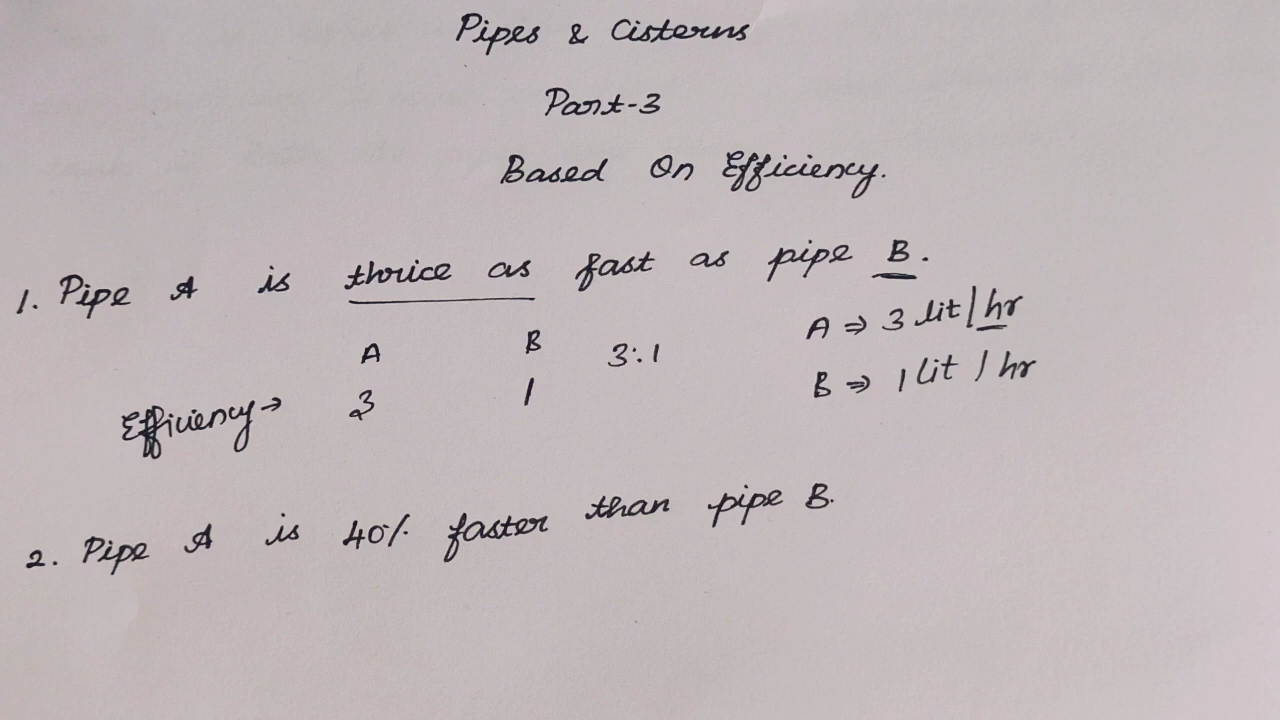 Pipes & Cisterns
Part-3
Based On Efficiency.
1. Pipe A is thrice as fast as pipe B.
A B 3:1 A ⇒ 3 lit/hr
Efficiency → 3 1 B ⇒ 1 lit/hr
2. Pipe A is 40% faster than pipe B.